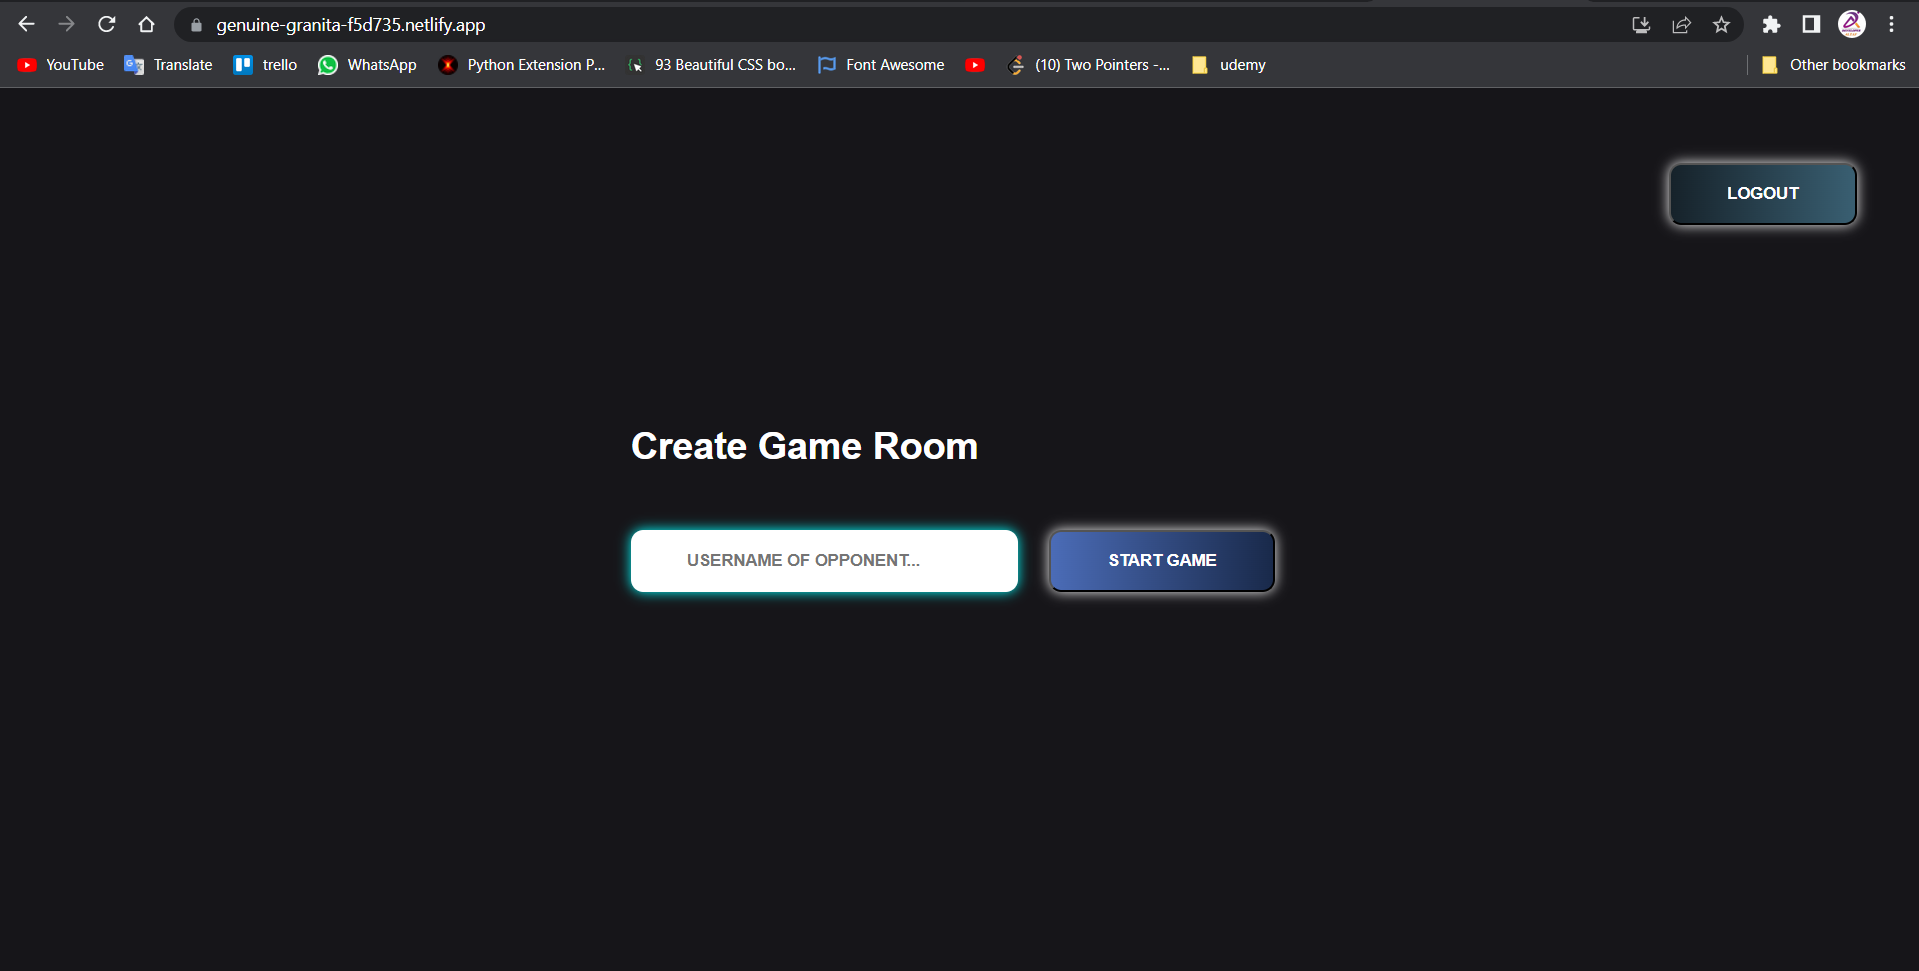 genuine-granita-f5d735.netlify.app
YouTube Translate trello WhatsApp Python Extension P... 93 Beautiful CSS bo... Font Awesome (10) Two Pointers -... udemy Other bookmarks
LOGOUT
Create Game Room
USERNAME OF OPPONENT... START GAME